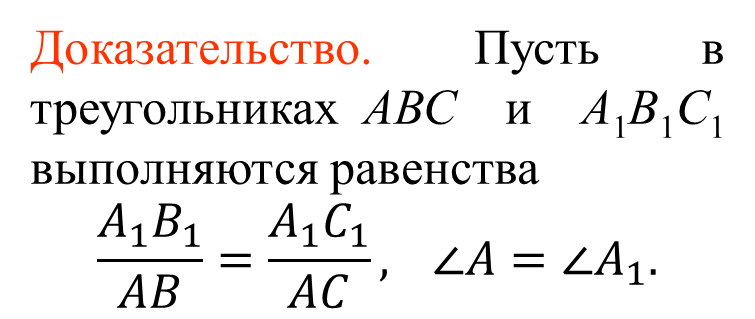 Доказательство. Пусть в
треугольниках ABC и A₁B₁C₁
выполняются равенства
A₁B₁/AB = A₁C₁/AC, ∠A = ∠A₁.